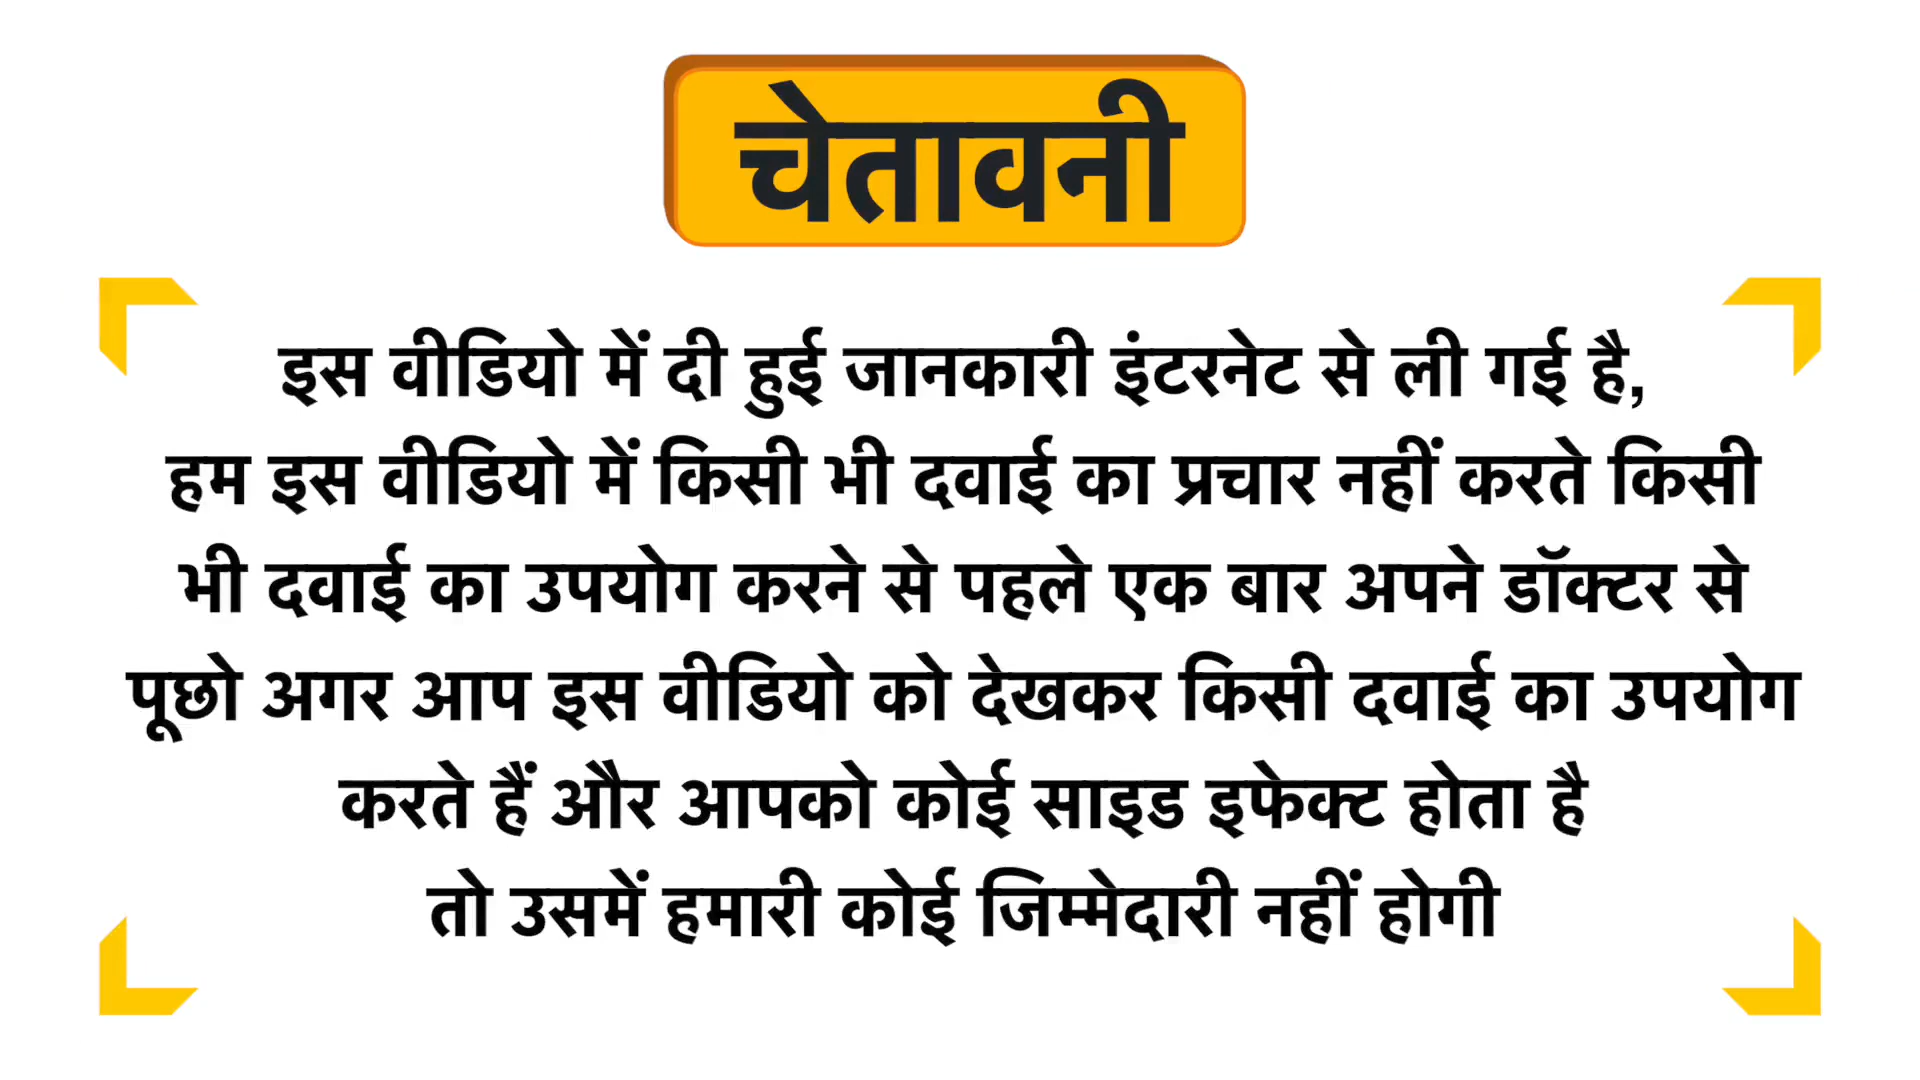 चेतावनी
इस वीडियो में दी हुई जानकारी इंटरनेट से ली गई है,
हम इस वीडियो में किसी भी दवाई का प्रचार नहीं करते किसी
भी दवाई का उपयोग करने से पहले एक बार अपने डॉक्टर से
पूछो अगर आप इस वीडियो को देखकर किसी दवाई का उपयोग
करते हैं और आपको कोई साइड इफेक्ट होता है
तो उसमें हमारी कोई जिम्मेदारी नहीं होगी